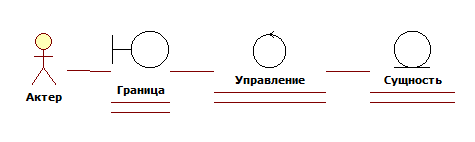 Актер
Граница
Управление
Сущность